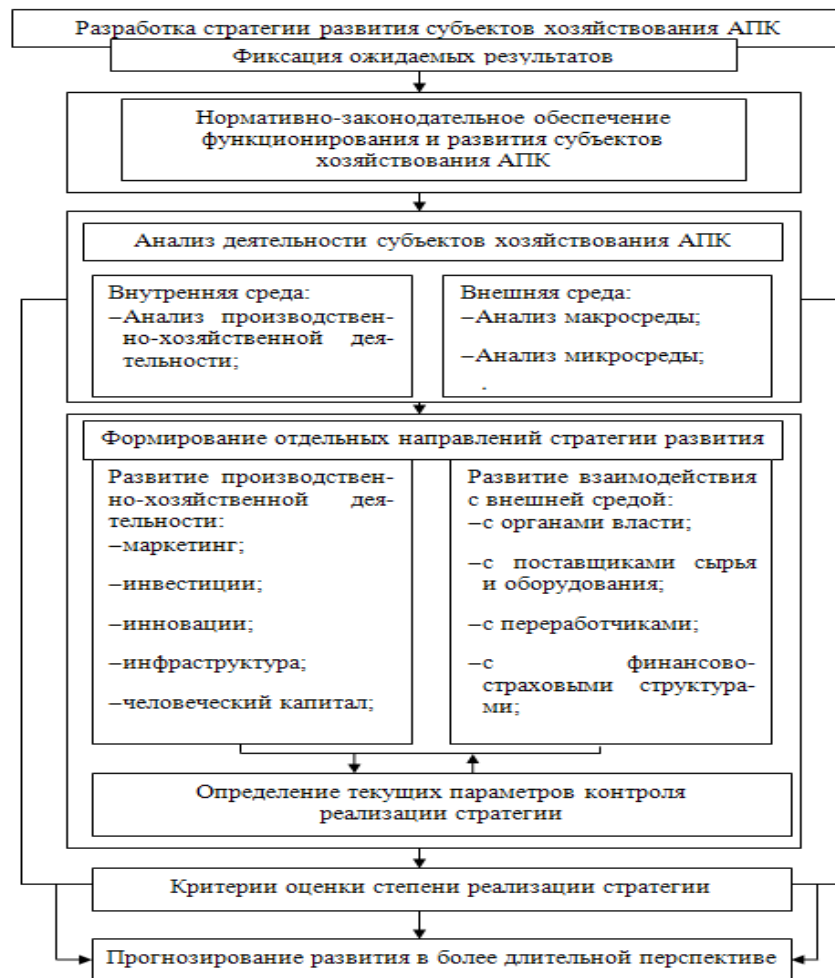 Разработка стратегии развития субъектов хозяйствования АПК
Фиксация ожидаемых результатов
Нормативно-законодательное обеспечение
функционирования и развития субъектов
хозяйствования АПК
Анализ деятельности субъектов хозяйствования АПК
Внутренняя среда:
–Анализ производствен-
но-хозяйственной дея-
тельности;
Внешняя среда:
–Анализ макросреды;
–Анализ микросреды;
.
Формирование отдельных направлений стратегии развития
Развитие производствен-
но-хозяйственной дея-
тельности:
–маркетинг;
–инвестиции;
–инновации;
–инфраструктура;
–человеческий капитал;
Развитие взаимодействия
с внешней средой:
–с органами власти;
–с поставщиками сырья
и оборудования;
–с переработчиками;
–с финансово-
страховыми структура-
ми;
Определение текущих параметров контроля
реализации стратегии
Критерии оценки степени реализации стратегии
Прогнозирование развития в более длительной перспективе